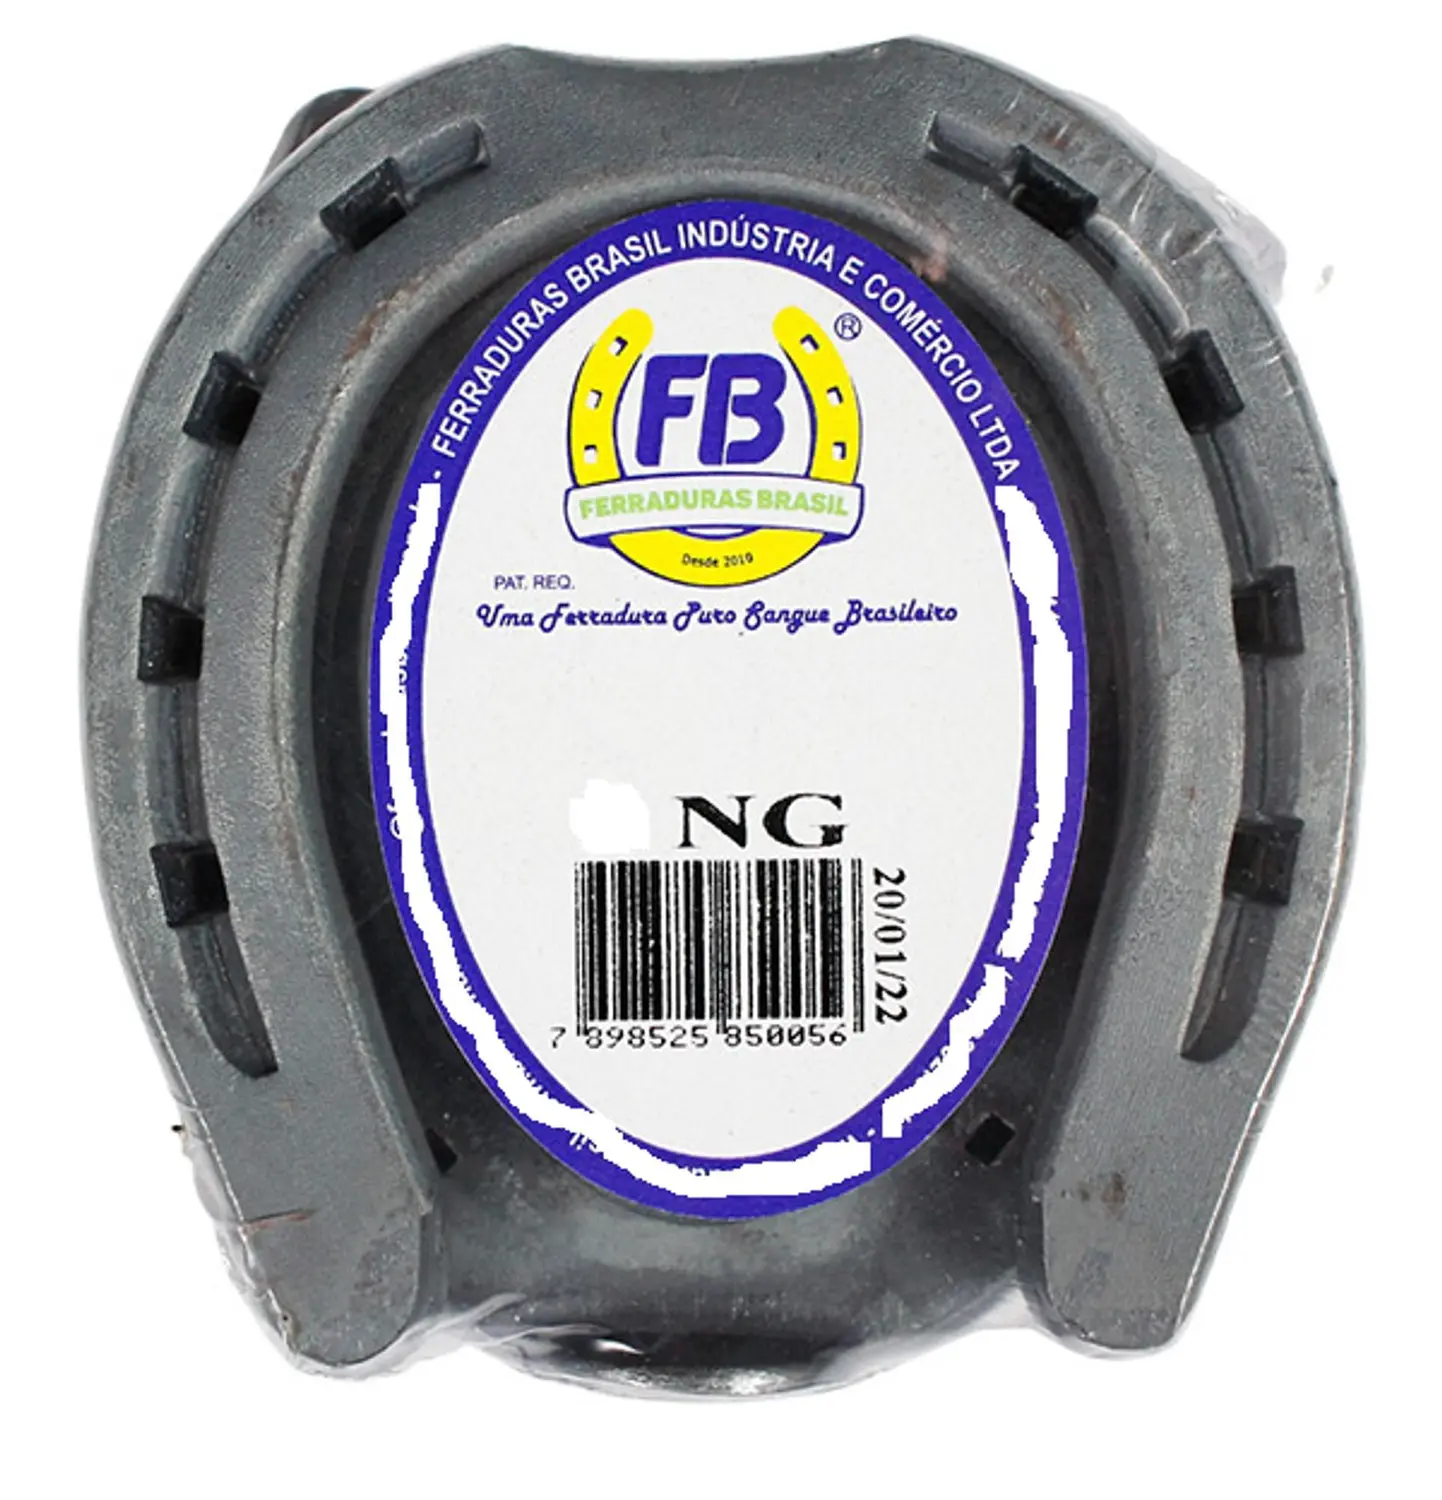 - FERRADURAS BRASIL INDÚSTRIA E COMÉRCIO LTDA
®
FB
FERRADURAS BRASIL
Desde 2019
PAT. REQ.
Uma Ferradura Puro Sangue Brasileiro
NG
20/01/22
7 898525 850056